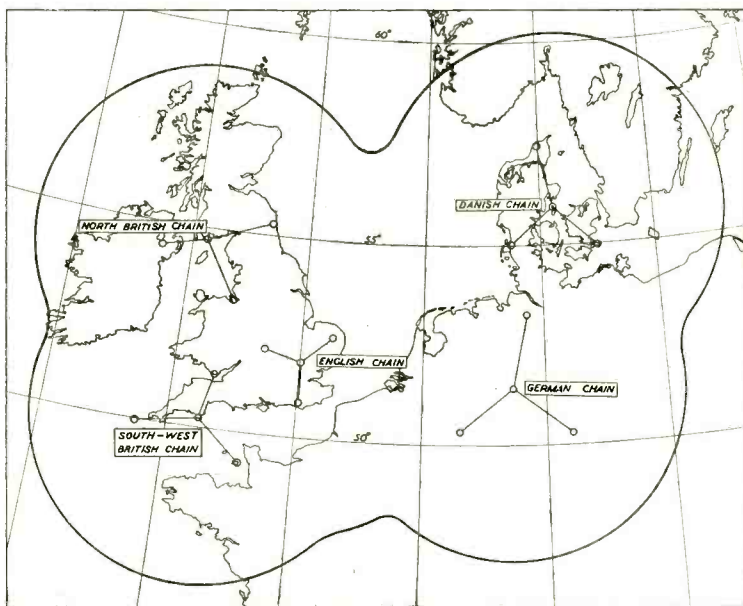 60°
NORTH BRITISH CHAIN
DANISH CHAIN
55°
ENGLISH CHAIN
GERMAN CHAIN
SOUTH-WEST
BRITISH CHAIN
50°